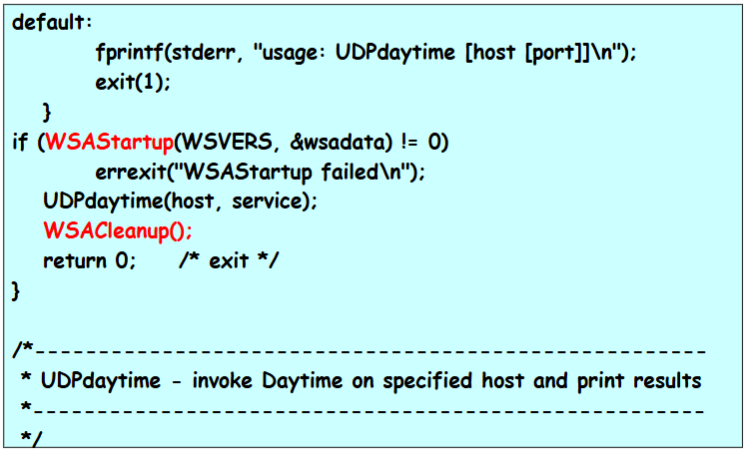 default:
fprintf(stderr, "usage: UDPdaytime [host [port]]\n");
exit(1);
}
if (WSAStartup(WSVERS, &wsadata) != 0)
errexit("WSAStartup failed\n");
UDPdaytime(host, service);
WSACleanup();
return 0; /* exit */
}
/*-----------------------------------------------------
* UDPdaytime - invoke Daytime on specified host and print results
*-----------------------------------------------------
*/